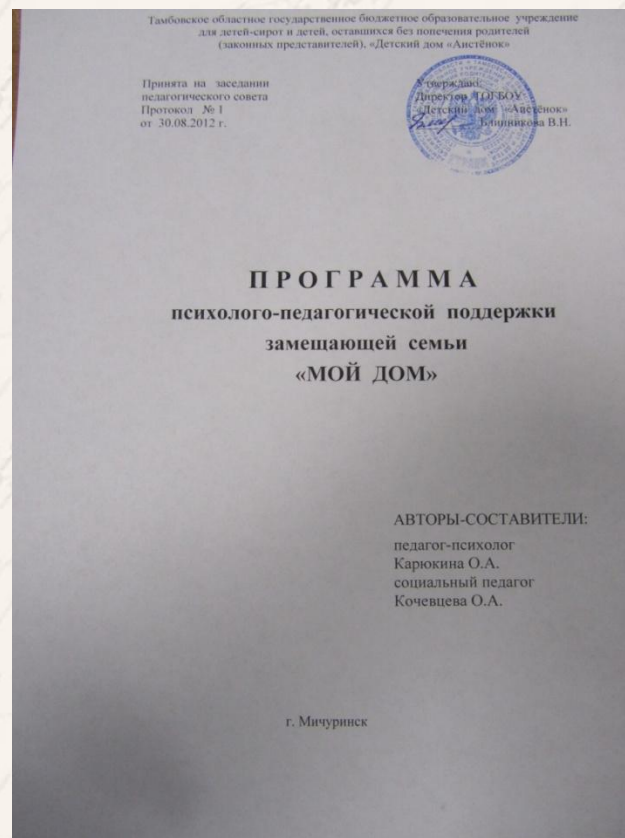 Тамбовское областное государственное бюджетное образовательное учреждение
для детей-сирот и детей, оставшихся без попечения родителей
(законных представителей), «Детский дом «Аистёнок»
Принята на заседании
педагогического совета
Протокол № 1
от 30.08.2012 г.
Утверждаю:
Директор ТОГБОУ
«Детский дом «Аистёнок»
Блинникова В.Н.
ПРОГРАММА
психолого-педагогической поддержки
замещающей семьи
«МОЙ ДОМ»
АВТОРЫ-СОСТАВИТЕЛИ:
педагог-психолог
Карюкина О.А.
социальный педагог
Кочевцева О.А.
г. Мичуринск